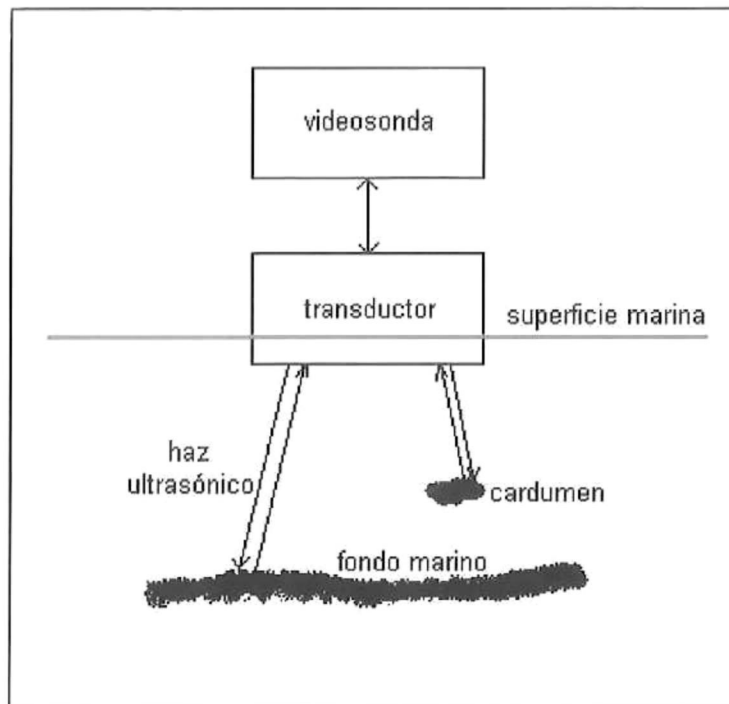 videosonda
transductor
superficie marina
haz
ultrasónico
cardumen
fondo marino